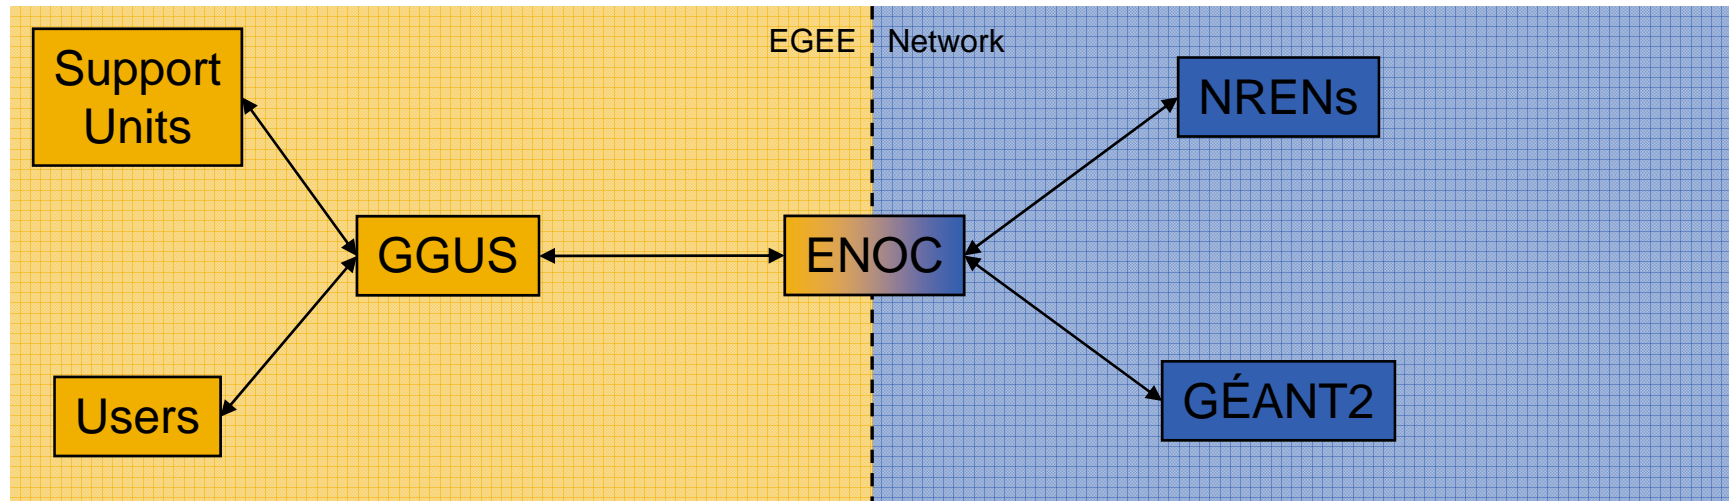 EGEE
Network
Support
Units
NRENs
GGUS
ENOC
Users
GÉANT2